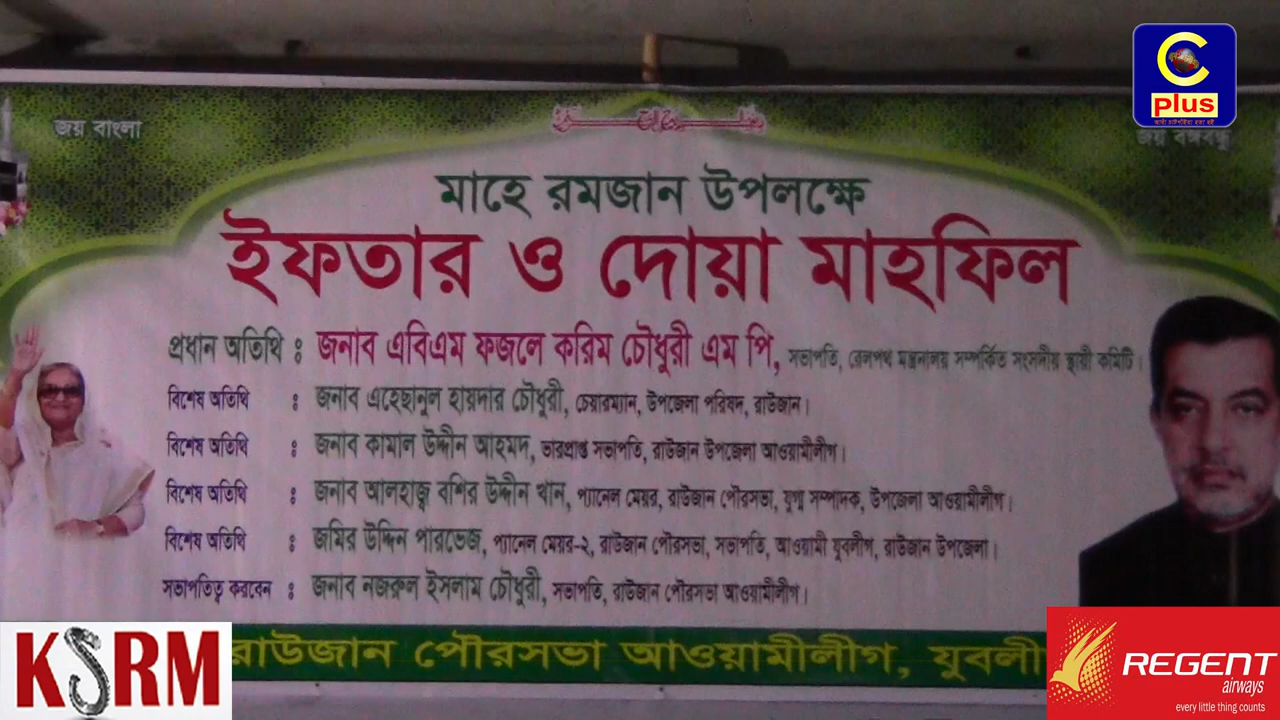 C
plus
জয় বাংলা
জয় বঙ্গবন্ধু
মাহে রমজান উপলক্ষে
ইফতার ও দোয়া মাহফিল
প্রধান অতিথি : জনাব এবিএম ফজলে করিম চৌধুরী এম পি, সভাপতি, রেলপথ মন্ত্রনালয় সম্পর্কিত সংসদীয় স্থায়ী কমিটি।
বিশেষ অতিথি : জনাব এহেছানুল হায়দার চৌধুরী, চেয়ারম্যান, উপজেলা পরিষদ, রাউজান।
বিশেষ অতিথি : জনাব কামাল উদ্দীন আহমদ, ভারপ্রাপ্ত সভাপতি, রাউজান উপজেলা আওয়ামীলীগ।
বিশেষ অতিথি : জনাব আলহাজ্ব বশির উদ্দীন খান, প্যানেল মেয়র, রাউজান পৌরসভা, যুগ্ম সম্পাদক, উপজেলা আওয়ামীলীগ।
বিশেষ অতিথি : জমির উদ্দিন পারভেজ, প্যানেল মেয়র-২, রাউজান পৌরসভা, সভাপতি, আওয়ামী যুবলীগ, রাউজান উপজেলা।
সভাপতিত্ব করবেন : জনাব নজরুল ইসলাম চৌধুরী, সভাপতি, রাউজান পৌরসভা আওয়ামীলীগ।
রাউজান পৌরসভা আওয়ামীলীগ, যুবলী
KSRM
REGENT
airways
every little thing counts